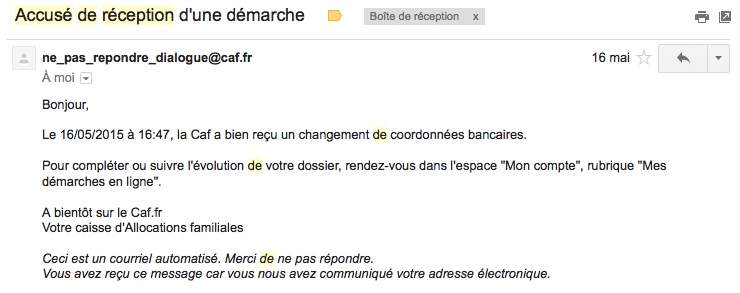 Accusé de réception d'une démarche
Boîte de réception x
ne_pas_repondre_dialogue@caf.fr
16 mai
À moi
Bonjour,
Le 16/05/2015 à 16:47, la Caf a bien reçu un changement de coordonnées bancaires.
Pour compléter ou suivre l'évolution de votre dossier, rendez-vous dans l'espace "Mon compte", rubrique "Mes
démarches en ligne".
A bientôt sur le Caf.fr
Votre caisse d'Allocations familiales
Ceci est un courriel automatisé. Merci de ne pas répondre.
Vous avez reçu ce message car vous nous avez communiqué votre adresse électronique.